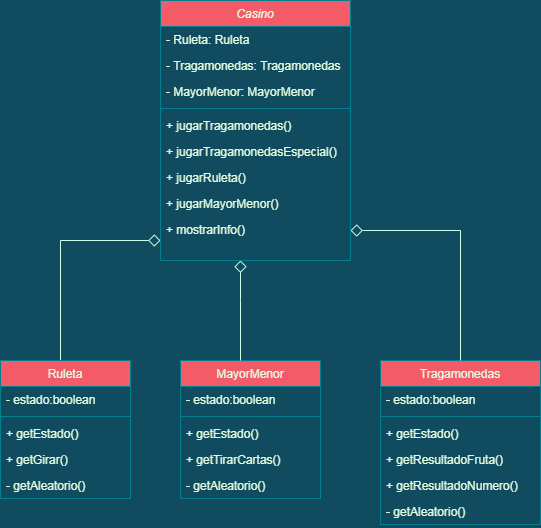 Casino
- Ruleta: Ruleta
- Tragamonedas: Tragamonedas
- MayorMenor: MayorMenor
+ jugarTragamonedas()
+ jugarTragamonedasEspecial()
+ jugarRuleta()
+ jugarMayorMenor()
+ mostrarInfo()
Ruleta
- estado:boolean
+ getEstado()
+ getGirar()
- getAleatorio()
MayorMenor
- estado:boolean
+ getEstado()
+ getTirarCartas()
- getAleatorio()
Tragamonedas
- estado:boolean
+ getEstado()
+ getResultadoFruta()
+ getResultadoNumero()
- getAleatorio()